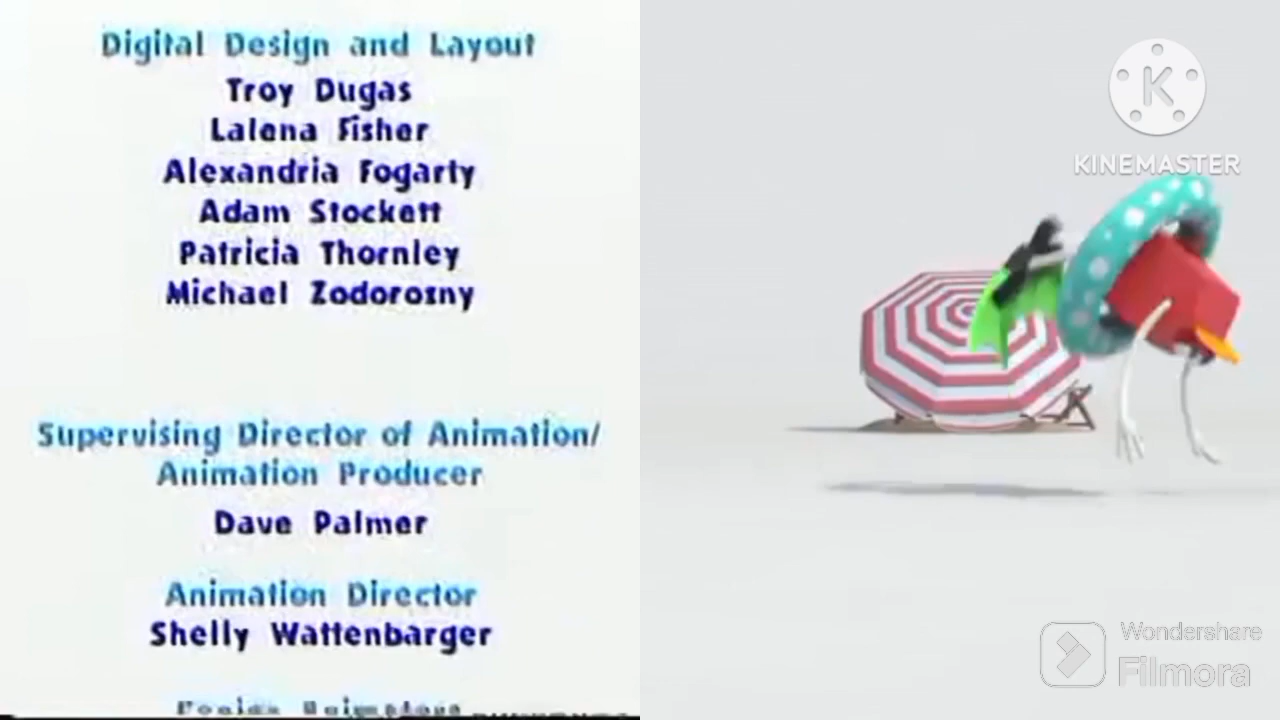 Digital Design and Layout
Troy Dugas
Lalena Fisher
Alexandria Fogarty
Adam Stockett
Patricia Thornley
Michael Zodorozny
Supervising Director of Animation/
Animation Producer
Dave Palmer
Animation Director
Shelly Wattenbarger
K
KINEMASTER
Wondershare
Filmora